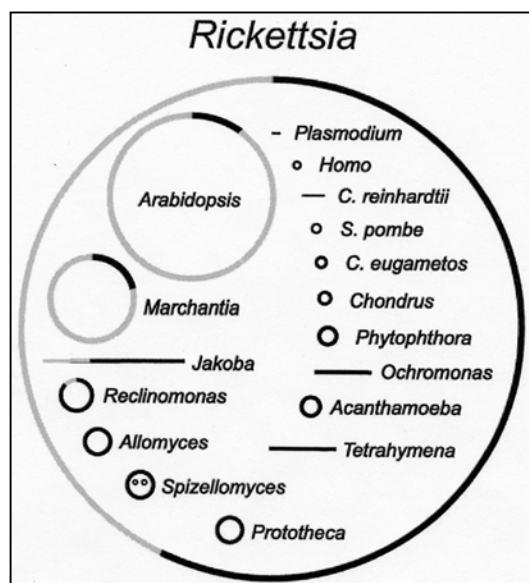 Rickettsia
Plasmodium
Homo
Arabidopsis
C. reinhardtii
S. pombe
C. eugametos
Marchantia
Chondrus
Phytophthora
Jakoba
Ochromonas
Reclinomonas
Acanthamoeba
Allomyces
Tetrahymena
Spizellomyces
Prototheca